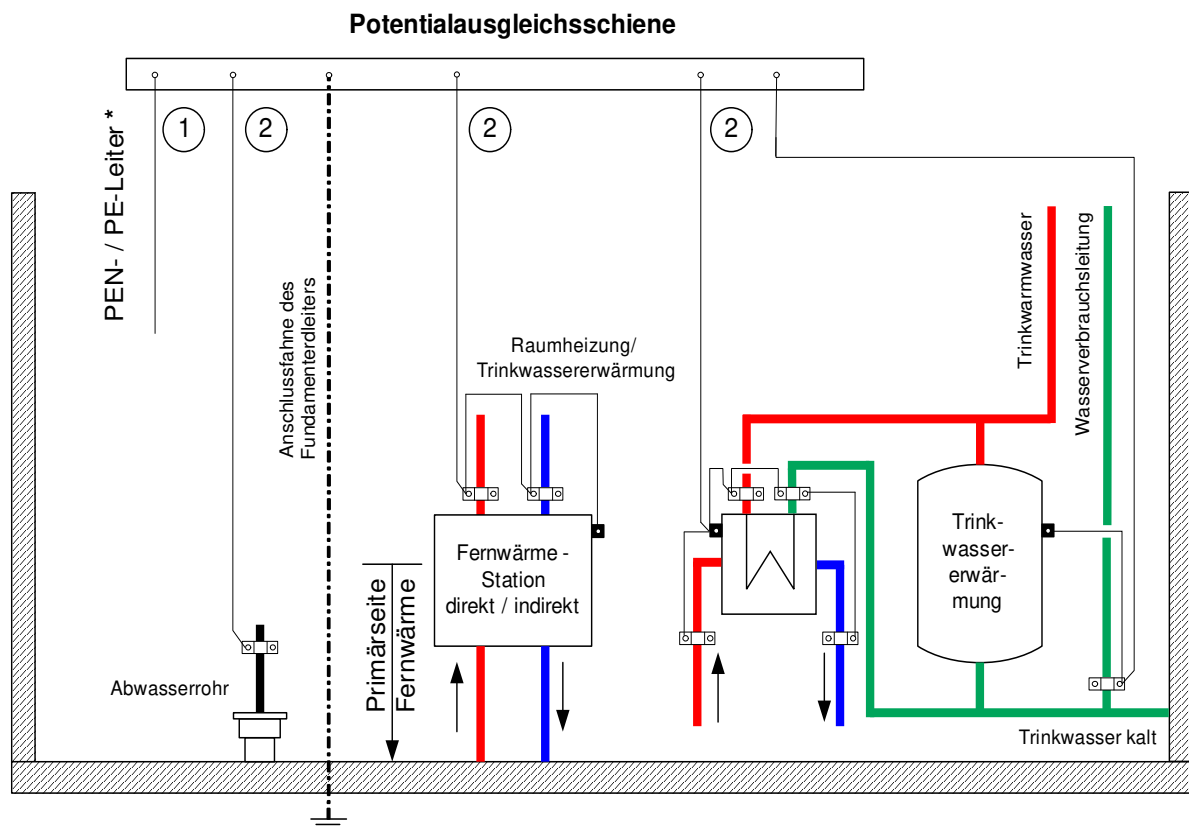 Potentialausgleichsschiene
PEN- / PE-Leiter *
1
2
2
2
Anschlussfahne des
Fundamenterdleiters
Raumheizung/
Trinkwassererwärmung
Trinkwarmwasser
Wasserverbrauchsleitung
Fernwärme -
Station
direkt / indirekt
Trink-
wasser-
erwär-
mung
Primärseite
Fernwärme
Abwasserrohr
Trinkwasser kalt